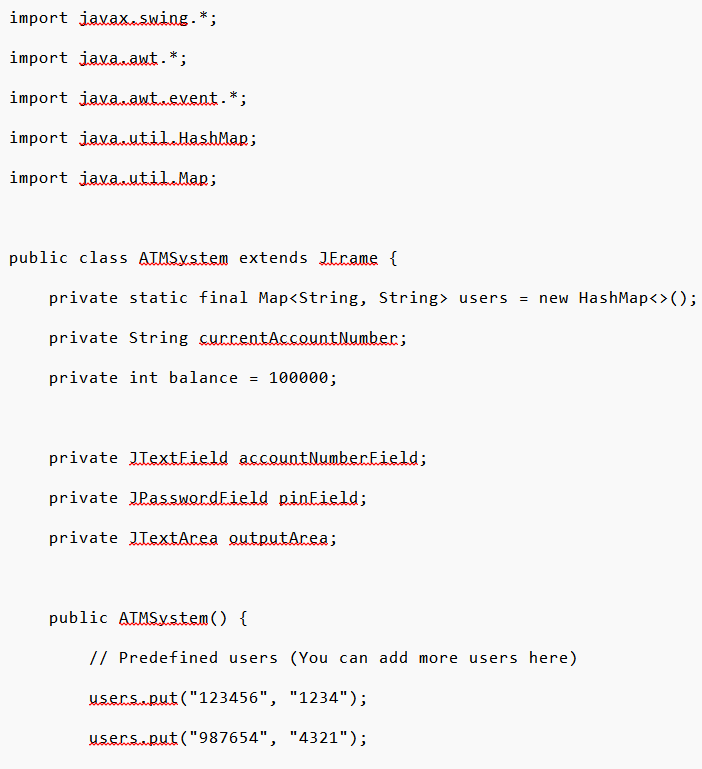 import javax.swing.*;
import java.awt.*;
import java.awt.event.*;
import java.util.HashMap;
import java.util.Map;
public class ATMSystem extends JFrame {
    private static final Map<String, String> users = new HashMap<>();
    private String currentAccountNumber;
    private int balance = 100000;
    private JTextField accountNumberField;
    private JPasswordField pinField;
    private JTextArea outputArea;
    public ATMSystem() {
        // Predefined users (You can add more users here)
        users.put("123456", "1234");
        users.put("987654", "4321");